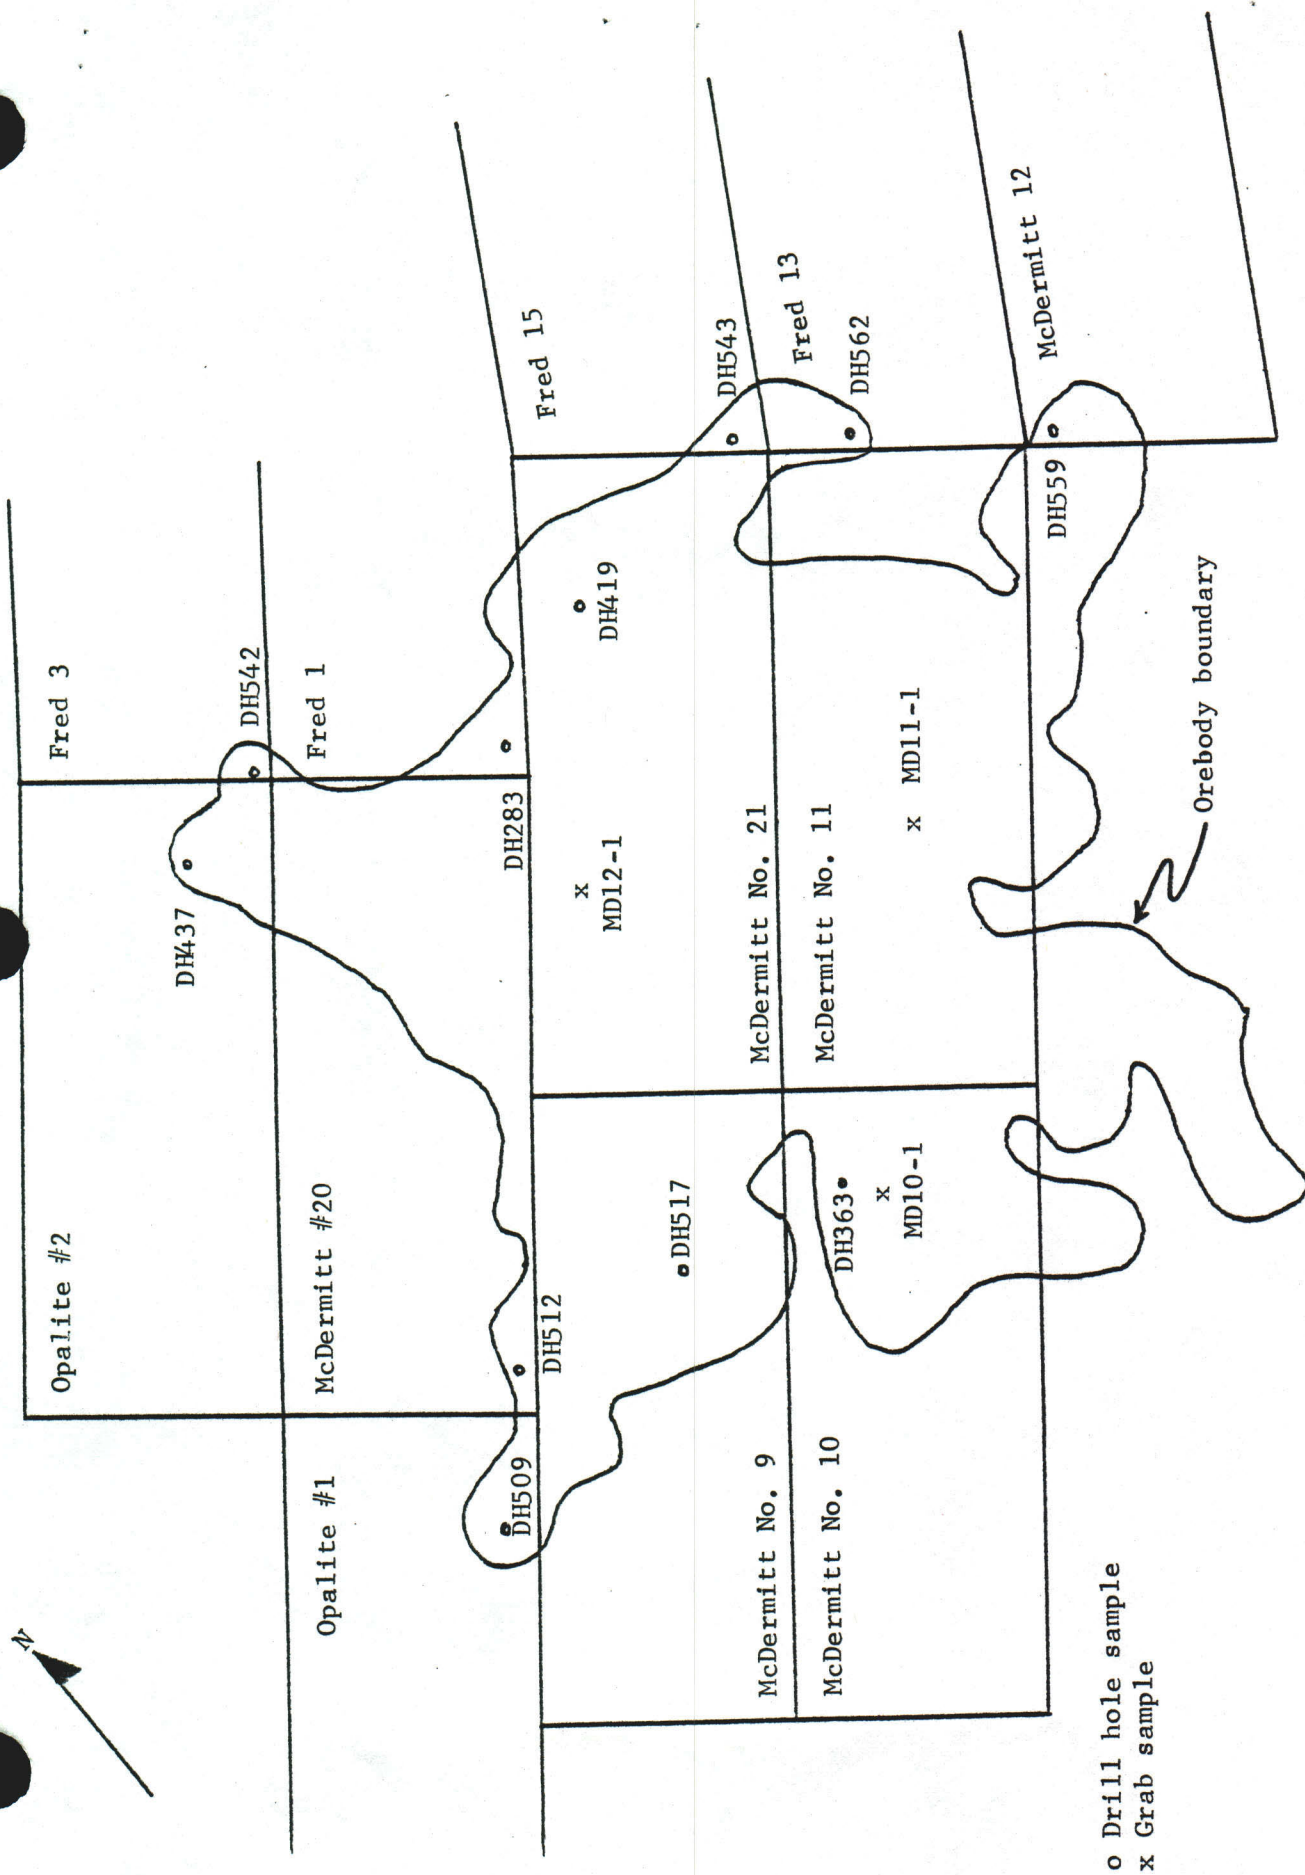 N
Opalite #2
Fred 3
DH437
DH542
Opalite #1
McDermitt #20
Fred 1
DH509
DH512
DH283
Fred 15
MD12-1
DH419
DH517
DH543
McDermitt No. 9
McDermitt No. 21
Fred 13
McDermitt No. 10
McDermitt No. 11
DH363
DH562
MD10-1
MD11-1
McDermitt 12
DH559
Orebody boundary
o Drill hole sample
x Grab sample